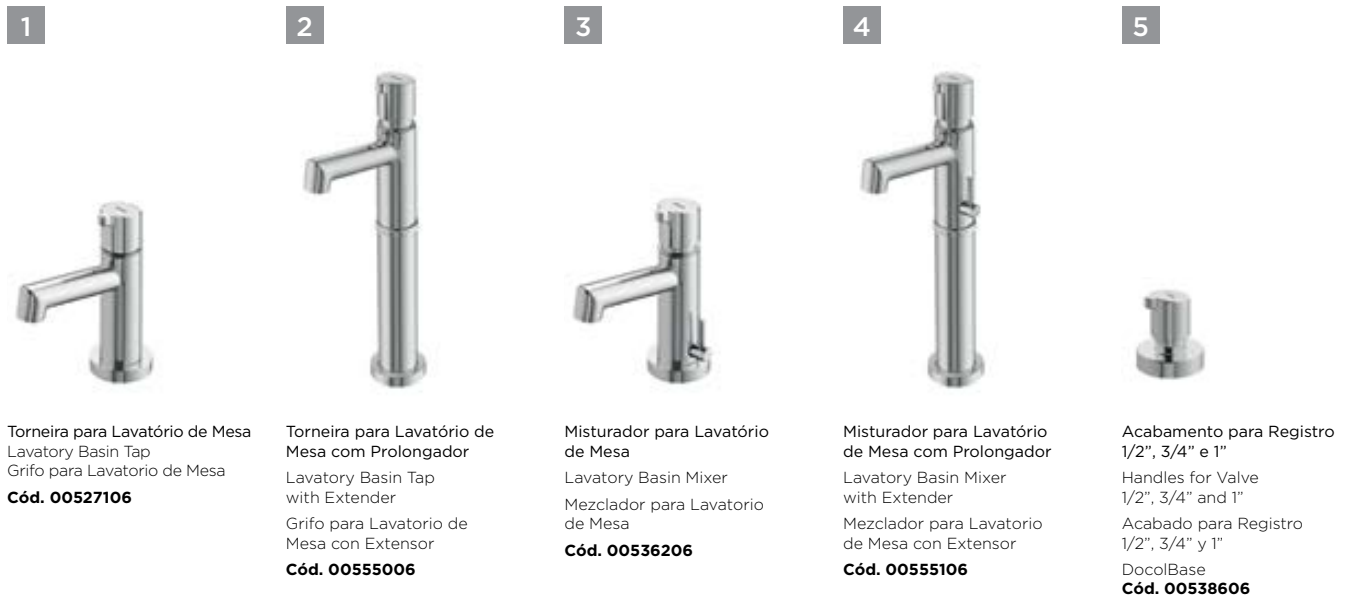 1
2
3
4
5
Torneira para Lavatório de Mesa
Lavatory Basin Tap
Grifo para Lavatorio de Mesa
Cód. 00527106
Torneira para Lavatório de
Mesa com Prolongador
Lavatory Basin Tap
with Extender
Grifo para Lavatorio de
Mesa con Extensor
Cód. 00555006
Misturador para Lavatório
de Mesa
Lavatory Basin Mixer
Mezclador para Lavatorio
de Mesa
Cód. 00536206
Misturador para Lavatório
de Mesa com Prolongador
Lavatory Basin Mixer
with Extender
Mezclador para Lavatorio
de Mesa con Extensor
Cód. 00555106
Acabamento para Registro
1/2”, 3/4” e 1”
Handles for Valve
1/2”, 3/4” and 1”
Acabado para Registro
1/2”, 3/4” y 1”
DocolBase
Cód. 00538606